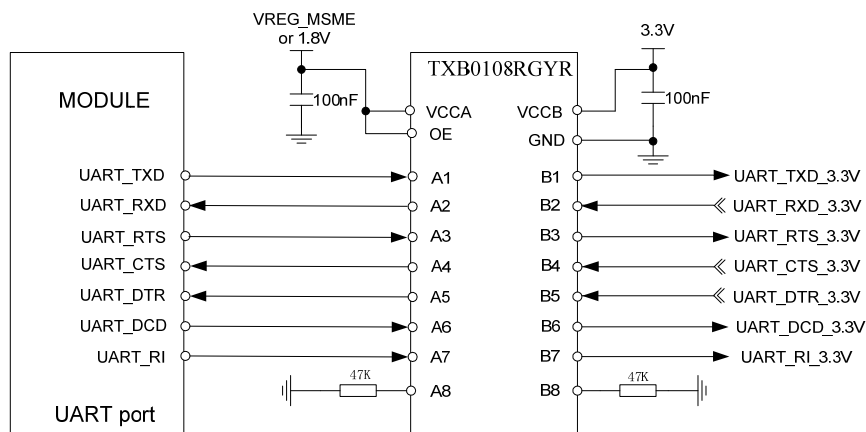 VREG_MSME
or 1.8V
3.3V
TXB0108RGYR
MODULE
100nF
VCCA
VCCB
100nF
OE
GND
UART_TXD
A1
B1
UART_TXD_3.3V
UART_RXD
A2
B2
UART_RXD_3.3V
UART_RTS
A3
B3
UART_RTS_3.3V
UART_CTS
A4
B4
UART_CTS_3.3V
UART_DTR
A5
B5
UART_DTR_3.3V
UART_DCD
A6
B6
UART_DCD_3.3V
UART_RI
A7
B7
UART_RI_3.3V
47K
A8
B8
47K
UART port